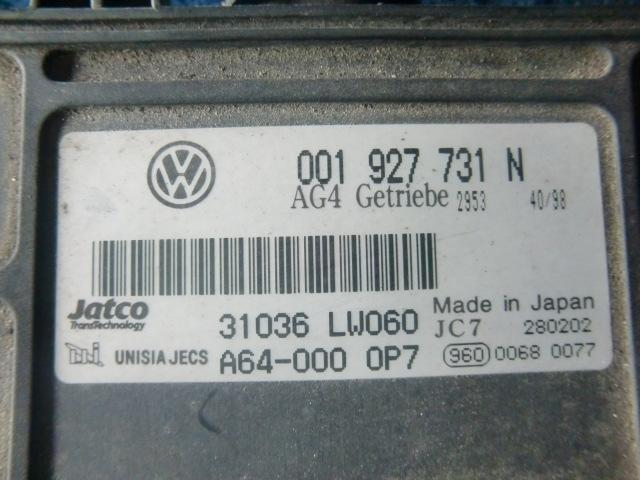 001 927 731 N
AG4 Getriebe 2953 40/98
Jatco
TransTechnology
31036 LW060
Made in Japan
JC7 280202
UNISIA JECS A64-000 0P7 960 0068 0077